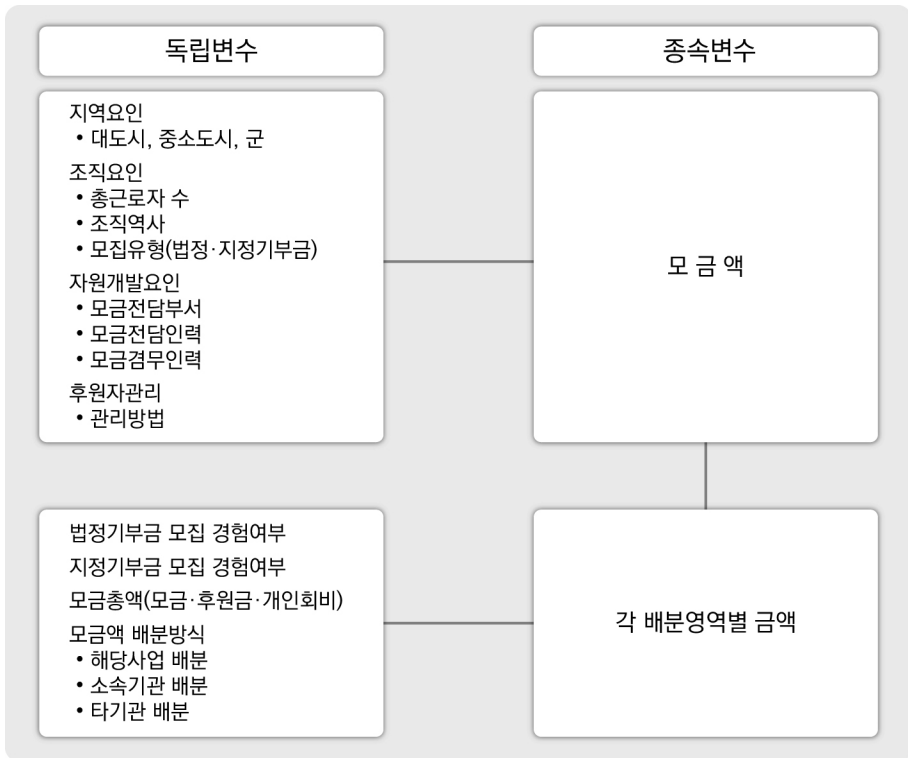 독립변수
종속변수
지역요인
• 대도시, 중소도시, 군
조직요인
• 총근로자 수
• 조직역사
• 모집유형(법정·지정기부금)
자원개발요인
• 모금전담부서
• 모금전담인력
• 모금겸무인력
후원자관리
• 관리방법
모 금 액
법정기부금 모집 경험여부
지정기부금 모집 경험여부
모금총액(모금·후원금·개인회비)
모금액 배분방식
• 해당사업 배분
• 소속기관 배분
• 타기관 배분
각 배분영역별 금액